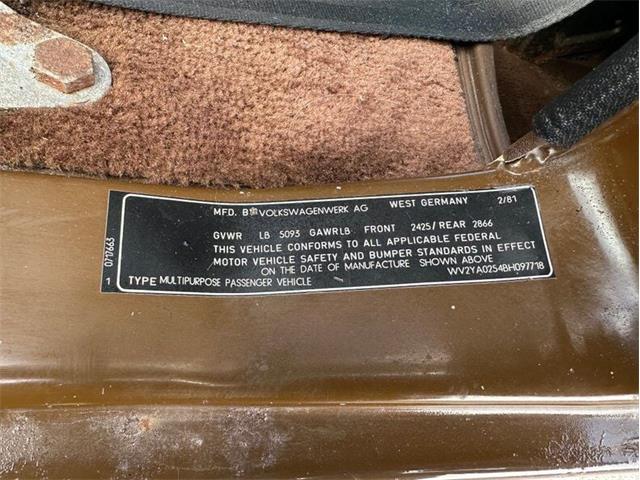 MFD. BY VOLKSWAGENWERK AG WEST GERMANY 2/81
GVWR LB 5093 GAWRLB FRONT 2425/REAR 2866
THIS VEHICLE CONFORMS TO ALL APPLICABLE FEDERAL
MOTOR VEHICLE SAFETY AND BUMPER STANDARDS IN EFFECT
ON THE DATE OF MANUFACTURE SHOWN ABOVE
WV2YA0254BH097718
TYPE MULTIPURPOSE PASSENGER VEHICLE
1